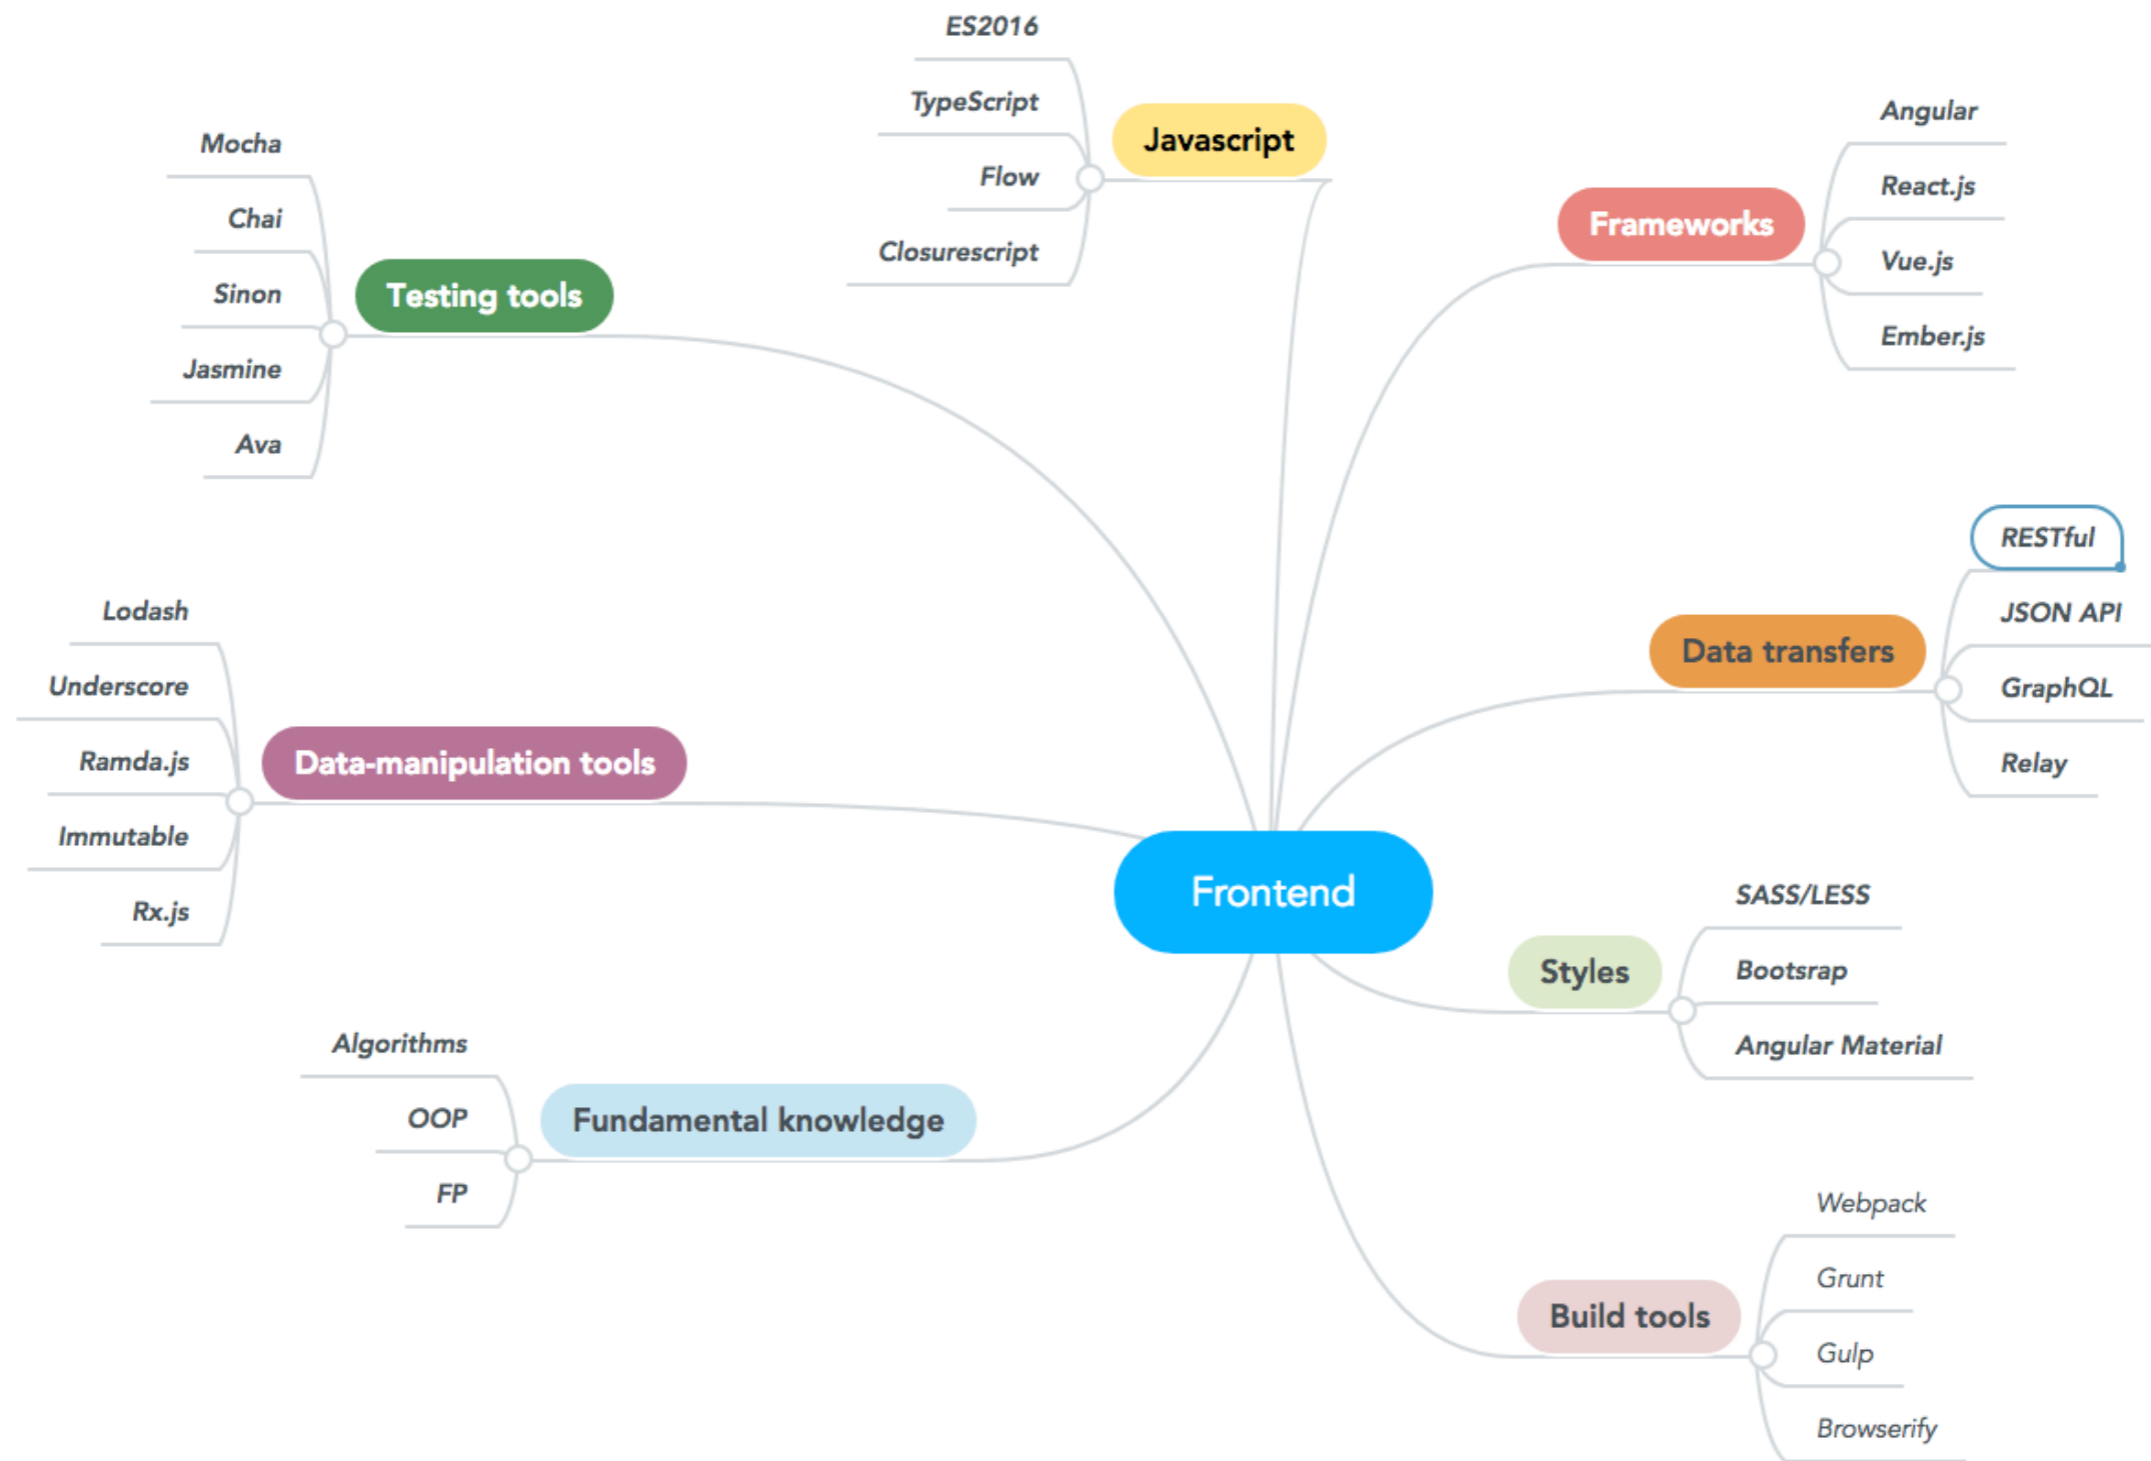 ES2016
TypeScript
Flow
Closurescript
Javascript
Mocha
Chai
Sinon
Jasmine
Ava
Testing tools
Frameworks
Angular
React.js
Vue.js
Ember.js
Data transfers
RESTful
JSON API
GraphQL
Relay
Lodash
Underscore
Ramda.js
Immutable
Rx.js
Data-manipulation tools
Frontend
Styles
SASS/LESS
Bootsrap
Angular Material
Algorithms
OOP
FP
Fundamental knowledge
Build tools
Webpack
Grunt
Gulp
Browserify